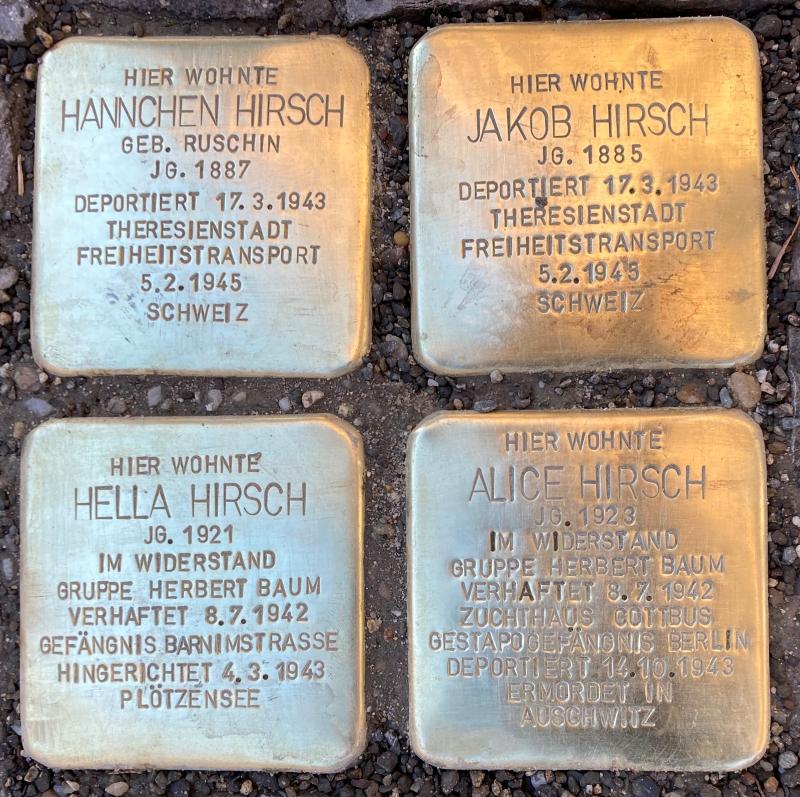 HIER WOHNTE
HANNCHEN HIRSCH
GEB. RUSCHIN
JG. 1887
DEPORTIERT 17.3.1943
THERESIENSTADT
FREIHEITSTRANSPORT
5.2.1945
SCHWEIZ
HIER WOHNTE
JAKOB HIRSCH
JG. 1885
DEPORTIERT 17.3.1943
THERESIENSTADT
FREIHEITSTRANSPORT
5.2.1945
SCHWEIZ
HIER WOHNTE
HELLA HIRSCH
JG. 1921
IM WIDERSTAND
GRUPPE HERBERT BAUM
VERHAFTET 8.7.1942
GEFÄNGNIS BARNIMSTRASSE
HINGERICHTET 4.3.1943
PLÖTZENSEE
HIER WOHNTE
ALICE HIRSCH
JG. 1923
IM WIDERSTAND
GRUPPE HERBERT BAUM
VERHAFTET 8.7.1942
ZUCHTHAUS COTTBUS
GESTAPOGEFÄNGNIS BERLIN
DEPORTIERT 14.10.1943
ERMORDET IN
AUSCHWITZ